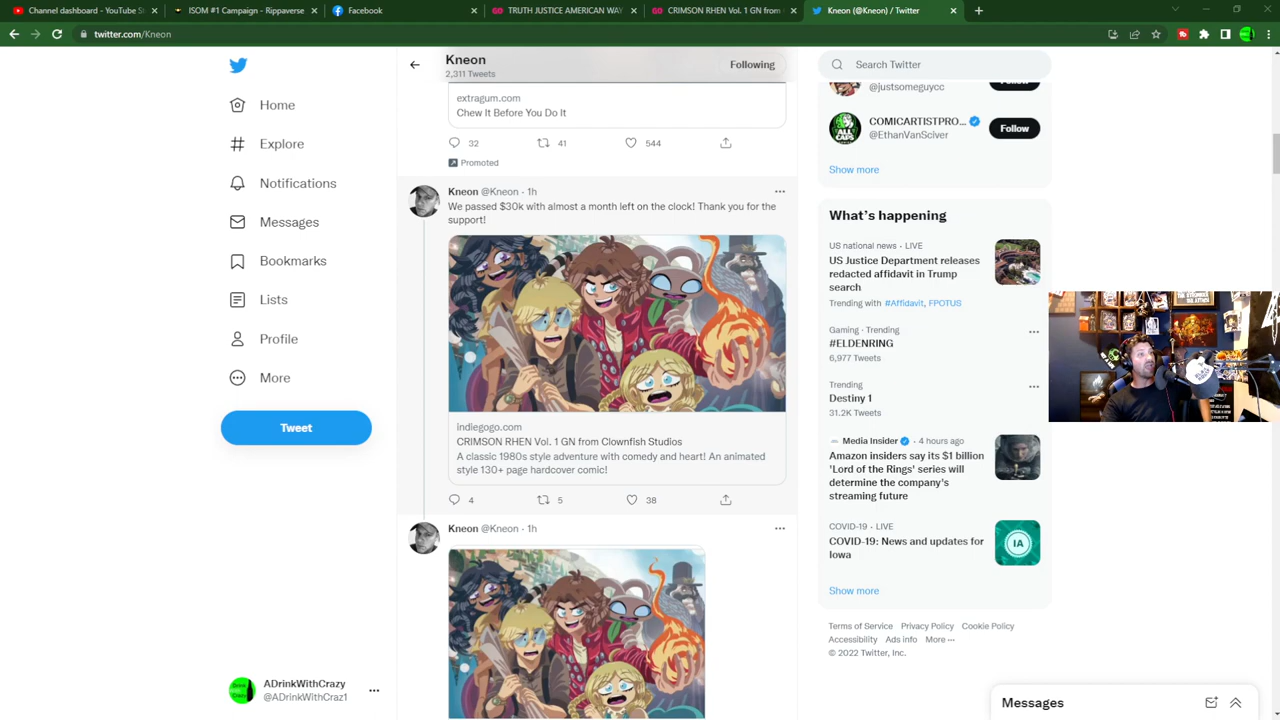 Channel dashboard - YouTube St
ISOM #1 Campaign - Rippaverse
Facebook
TRUTH JUSTICE AMERICAN WAY
CRIMSON RHEN Vol. 1 GN from
Kneon (@Kneon) / Twitter
twitter.com/Kneon
Home
Explore
Notifications
Messages
Bookmarks
Lists
Profile
More
Tweet
ADrinkWithCrazy
@ADrinkWithCraz1
Kneon
2,311 Tweets
Following
extragum.com
Chew It Before You Do It
32 41 544
Promoted
Kneon @Kneon · 1h
We passed $30k with almost a month left on the clock! Thank you for the
support!
indiegogo.com
CRIMSON RHEN Vol. 1 GN from Clownfish Studios
A classic 1980s style adventure with comedy and heart! An animated
style 130+ page hardcover comic!
4 5 38
Kneon @Kneon · 1h
Search Twitter
@justsomeguycc
Follow
COMICARTISTPRO...
@EthanVanSciver
Follow
ALL CAPS
Show more
What's happening
US national news · LIVE
US Justice Department releases
redacted affidavit in Trump
search
Trending with #Affidavit, FPOTUS
Gaming · Trending
#ELDENRING
6,977 Tweets
Trending
Destiny 1
31.2K Tweets
Media Insider · 4 hours ago
Amazon insiders say its $1 billion
'Lord of the Rings' series will
determine the company's
streaming future
COVID-19 · LIVE
COVID-19: News and updates for
Iowa
IA
Show more
Terms of Service Privacy Policy Cookie Policy
Accessibility Ads info More ···
© 2022 Twitter, Inc.
Messages